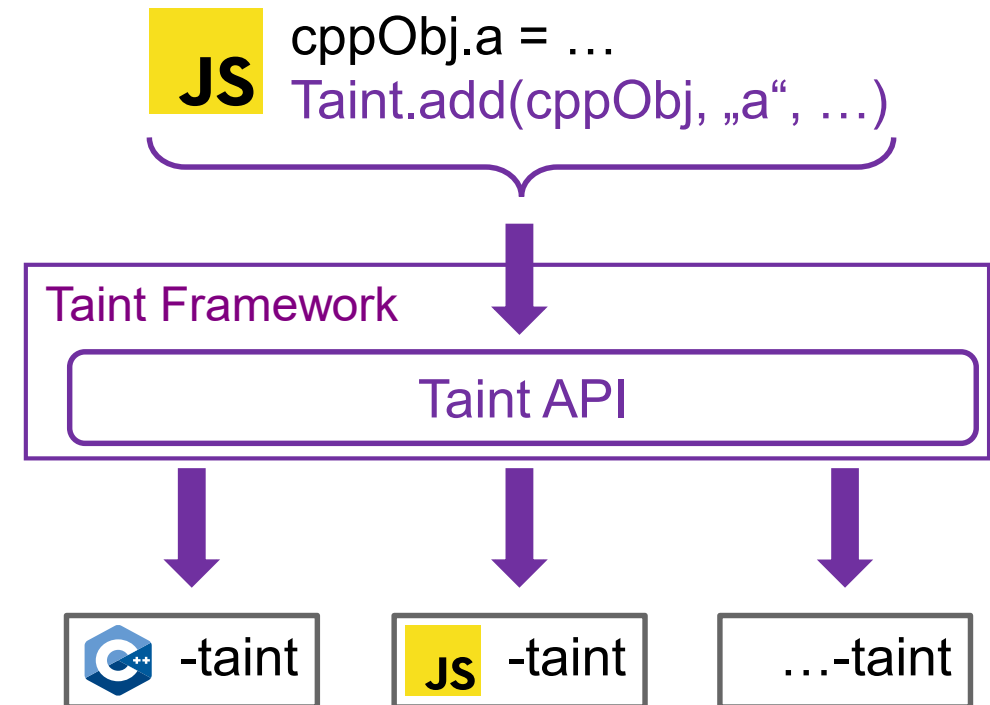 JS
cppObj.a = …
Taint.add(cppObj, „a“, …)
Taint Framework
Taint API
C++ -taint
JS -taint
…-taint